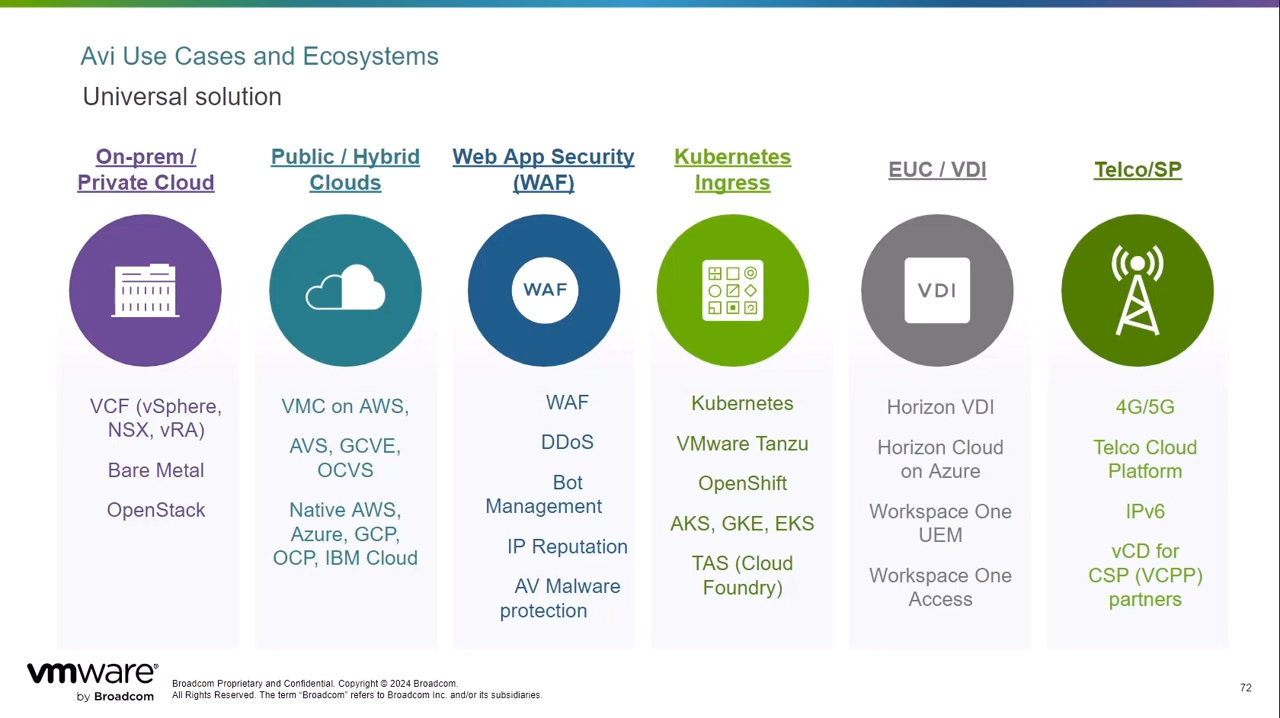 Avi Use Cases and Ecosystems
Universal solution
On-prem /
Private Cloud
VCF (vSphere,
NSX, vRA)
Bare Metal
OpenStack
Public / Hybrid
Clouds
VMC on AWS,
AVS, GCVE,
OCVS
Native AWS,
Azure, GCP,
OCP, IBM Cloud
Web App Security
(WAF)
WAF
WAF
DDoS
Bot
Management
IP Reputation
AV Malware
protection
Kubernetes
Ingress
Kubernetes
VMware Tanzu
OpenShift
AKS, GKE, EKS
TAS (Cloud
Foundry)
EUC / VDI
VDI
Horizon VDI
Horizon Cloud
on Azure
Workspace One
UEM
Workspace One
Access
Telco/SP
4G/5G
Telco Cloud
Platform
IPv6
vCD for
CSP (VCPP)
partners
vmware®
by Broadcom
Broadcom Proprietary and Confidential. Copyright © 2024 Broadcom.
All Rights Reserved. The term “Broadcom” refers to Broadcom Inc. and/or its subsidiaries.
72